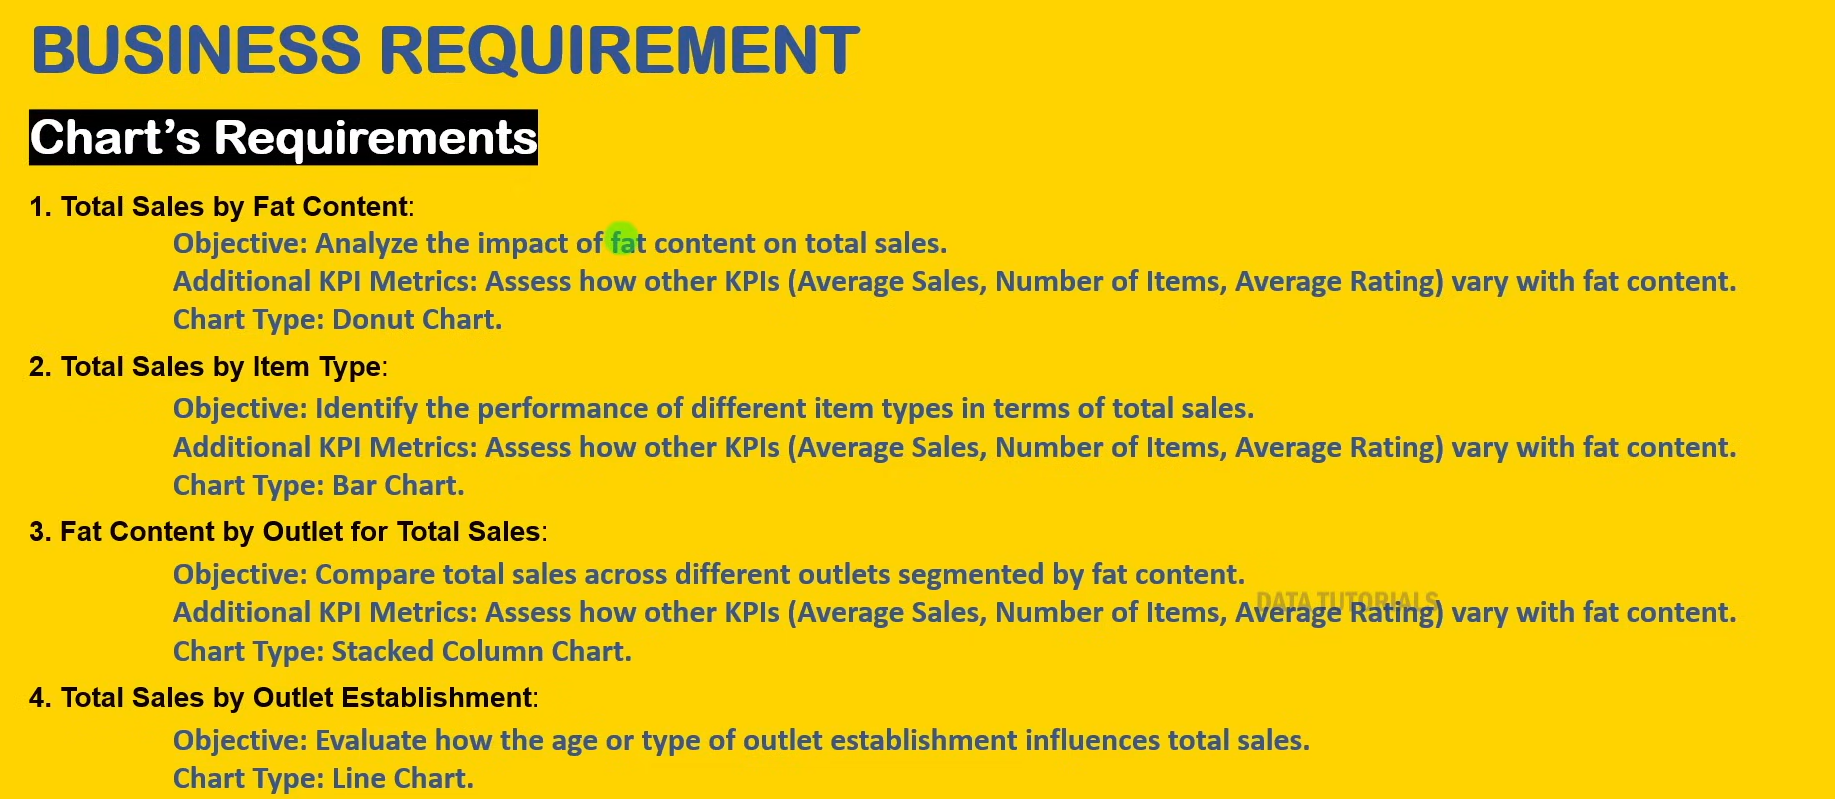 BUSINESS REQUIREMENT
Chart’s Requirements
1. Total Sales by Fat Content:
Objective: Analyze the impact of fat content on total sales.
Additional KPI Metrics: Assess how other KPIs (Average Sales, Number of Items, Average Rating) vary with fat content.
Chart Type: Donut Chart.
2. Total Sales by Item Type:
Objective: Identify the performance of different item types in terms of total sales.
Additional KPI Metrics: Assess how other KPIs (Average Sales, Number of Items, Average Rating) vary with fat content.
Chart Type: Bar Chart.
3. Fat Content by Outlet for Total Sales:
Objective: Compare total sales across different outlets segmented by fat content.
DATA TUTORIALS
Additional KPI Metrics: Assess how other KPIs (Average Sales, Number of Items, Average Rating) vary with fat content.
Chart Type: Stacked Column Chart.
4. Total Sales by Outlet Establishment:
Objective: Evaluate how the age or type of outlet establishment influences total sales.
Chart Type: Line Chart.